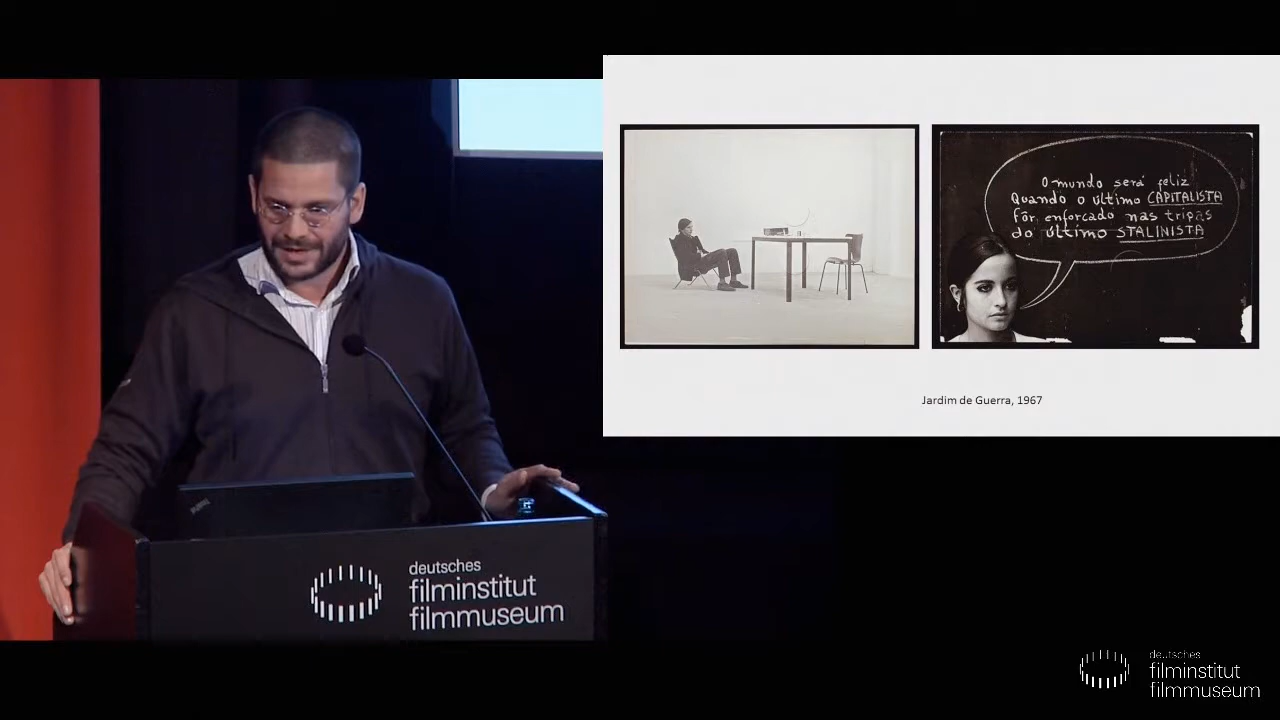 O mundo será feliz
Quando o último CAPITALISTA
fôr enforcado nas tripas
do último STALINISTA
Jardim de Guerra, 1967
deutsches
filminstitut
filmmuseum
deutsches
filminstitut
filmmuseum